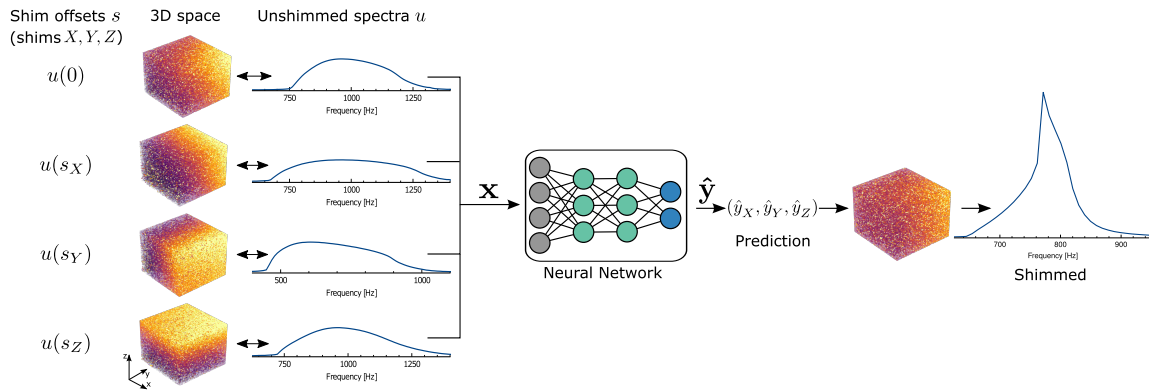 Shim offsets s
(shims X, Y, Z)
3D space
Unshimmed spectra u
u(0)
750 1000 1250
Frequency [Hz]
u(s_X)
750 1000 1250
Frequency [Hz]
u(s_Y)
500 1000
Frequency [Hz]
u(s_Z)
750 1000 1250
Frequency [Hz]
z
y
x
x
Neural Network
ŷ
(ŷ_X, ŷ_Y, ŷ_Z)
Prediction
700 800 900
Frequency [Hz]
Shimmed